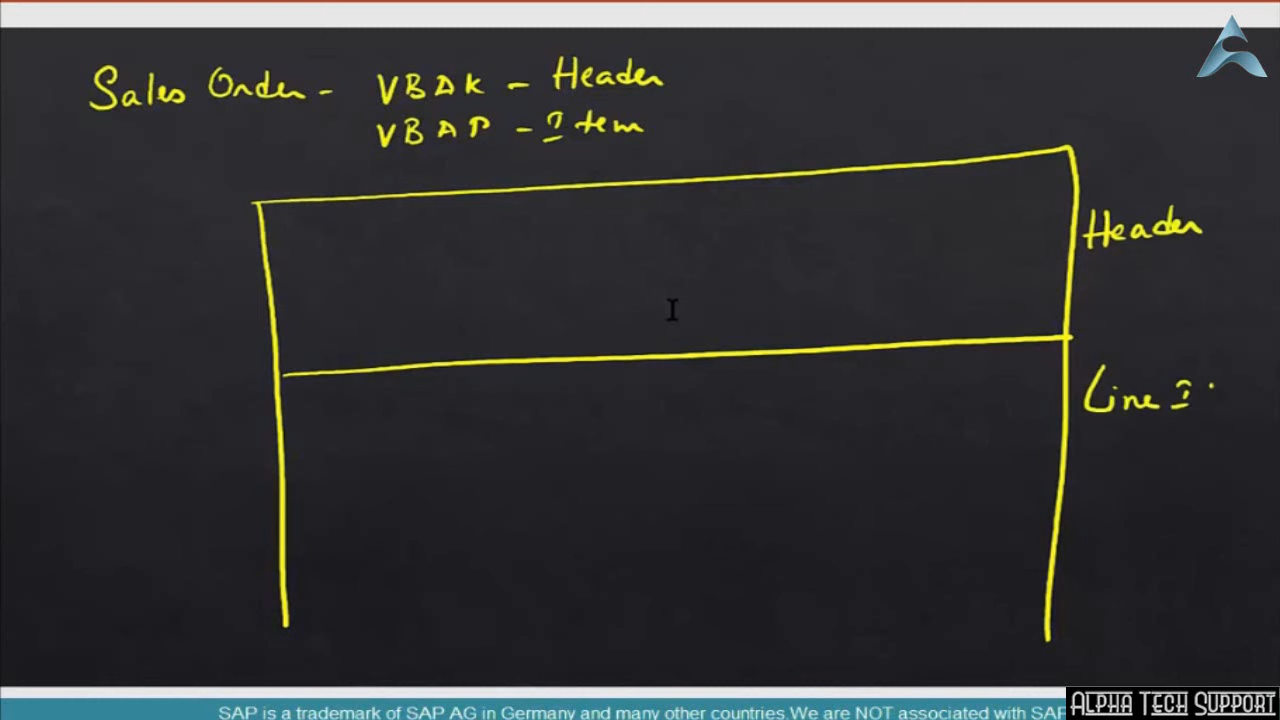 Sales Order - VBAK - Header
VBAP - Item
Header
Line I
SAP is a trademark of SAP AG in Germany and many other countries.We are NOT associated with SAP
ALPHA TECH SUPPORT